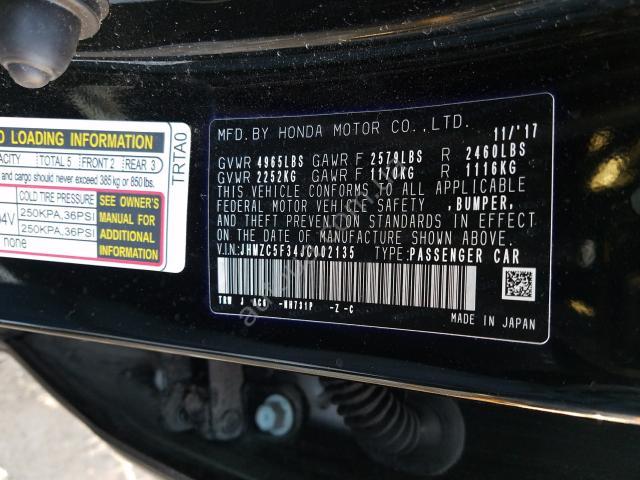 O LOADING INFORMATION
ACITY TOTAL 5 FRONT 2 REAR 3
and cargo should never exceed 385 kg or 850 lbs.
COLD TIRE PRESSURE
SEE OWNER'S MANUAL FOR ADDITIONAL INFORMATION
94V 250KPA,36PSI
250KPA,36PSI
none
TRTA0
MFD.BY HONDA MOTOR CO.,LTD. 11/'17
GVWR 4965LBS GAWR F 2579LBS R 2460LBS
GVWR 2252KG GAWR F 1170KG R 1116KG
THIS VEHICLE CONFORMS TO ALL APPLICABLE
FEDERAL MOTOR VEHICLE SAFETY ,BUMPER,
AND THEFT PREVENTION STANDARDS IN EFFECT
ON THE DATE OF MANUFACTURE SHOWN ABOVE.
V.I.N:JHMZC5F34JC002135 TYPE:PASSENGER CAR
MADE IN JAPAN